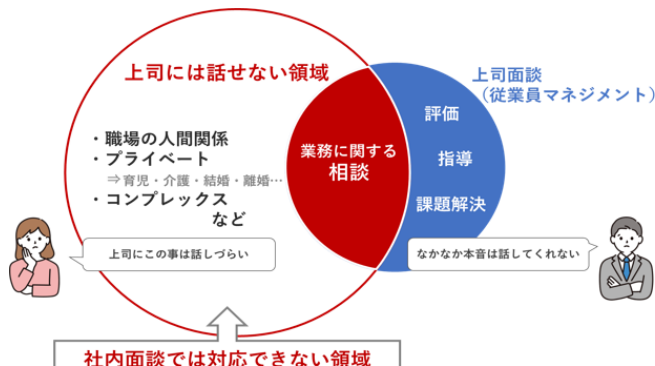 上司には話せない領域
・職場の人間関係
・プライベート
⇒育児・介護・結婚・離婚…
・コンプレックス
など
上司にこの事は話しづらい
業務に関する
相談
上司面談
(従業員マネジメント)
評価
指導
課題解決
なかなか本音は話してくれない
社内面談では対応できない領域